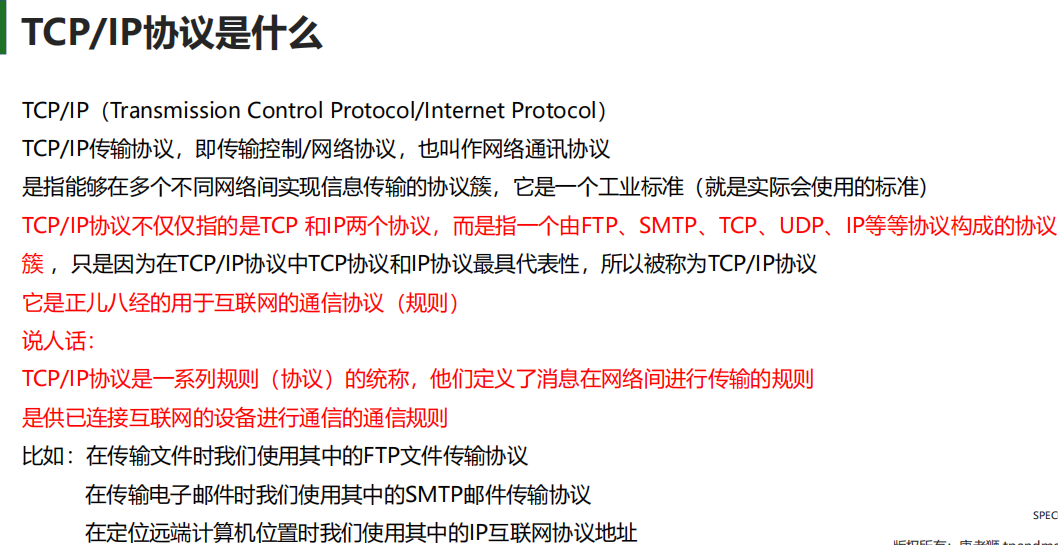 TCP/IP协议是什么
TCP/IP（Transmission Control Protocol/Internet Protocol）
TCP/IP传输协议，即传输控制/网络协议，也叫作网络通讯协议
是指能够在多个不同网络间实现信息传输的协议簇，它是一个工业标准（就是实际会使用的标准）
TCP/IP协议不仅仅指的是TCP 和IP两个协议，而是指一个由FTP、SMTP、TCP、UDP、IP等等协议构成的协议
簇 ，只是因为在TCP/IP协议中TCP协议和IP协议最具代表性，所以被称为TCP/IP协议
它是正儿八经的用于互联网的通信协议（规则）
说人话：
TCP/IP协议是一系列规则（协议）的统称，他们定义了消息在网络间进行传输的规则
是供已连接互联网的设备进行通信的通信规则
比如：在传输文件时我们使用其中的FTP文件传输协议
在传输电子邮件时我们使用其中的SMTP邮件传输协议
在定位远端计算机位置时我们使用其中的IP互联网协议地址
SPEC
版权所有：唐老狮